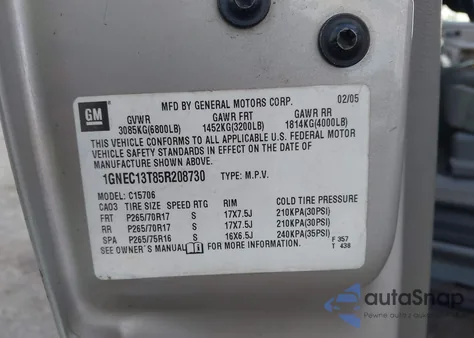 GM
MFD BY GENERAL MOTORS CORP. 02/05
GVWR GAWR FRT GAWR RR
3085KG(6800LB) 1452KG(3200LB) 1814KG(4000LB)
THIS VEHICLE CONFORMS TO ALL APPLICABLE U.S. FEDERAL MOTOR
VEHICLE SAFETY STANDARDS IN EFFECT ON THE DATE OF
MANUFACTURE SHOWN ABOVE.
1GNEC13T85R208730 TYPE: M.P.V.
MODEL: C15706
CAO3 TIRE SIZE SPEED RTG RIM COLD TIRE PRESSURE
FRT P265/70R17 S 17X7.5J 210KPA(30PSI)
RR P265/70R17 S 17X7.5J 210KPA(30PSI)
SPA P265/75R16 S 16X6.5J 240KPA(35PSI)
SEE OWNER'S MANUAL FOR MORE INFORMATION. F 357
T 438
autoSnap
Pewne auto